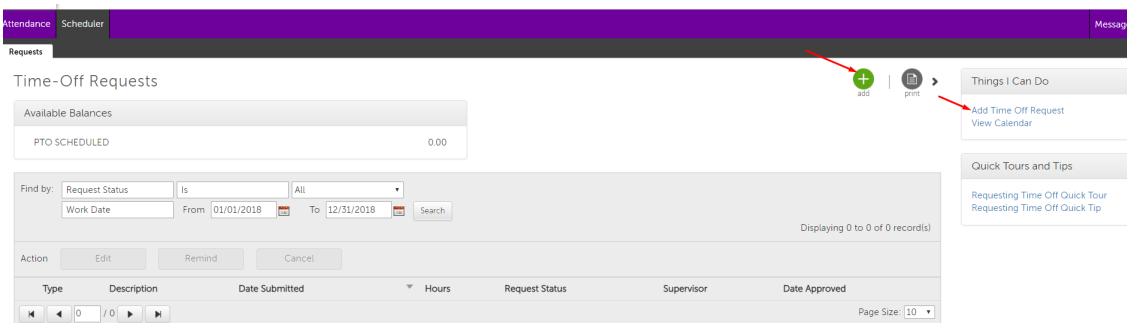 Attendance Scheduler Message
Requests
Time-Off Requests
add print
Available Balances
PTO SCHEDULED 0.00
Find by: Request Status Is All
Work Date From 01/01/2018 To 12/31/2018 Search
Displaying 0 to 0 of 0 record(s)
Action Edit Remind Cancel
Type Description Date Submitted Hours Request Status Supervisor Date Approved
0 / 0 Page Size: 10
Things I Can Do
Add Time Off Request
View Calendar
Quick Tours and Tips
Requesting Time Off Quick Tour
Requesting Time Off Quick Tip